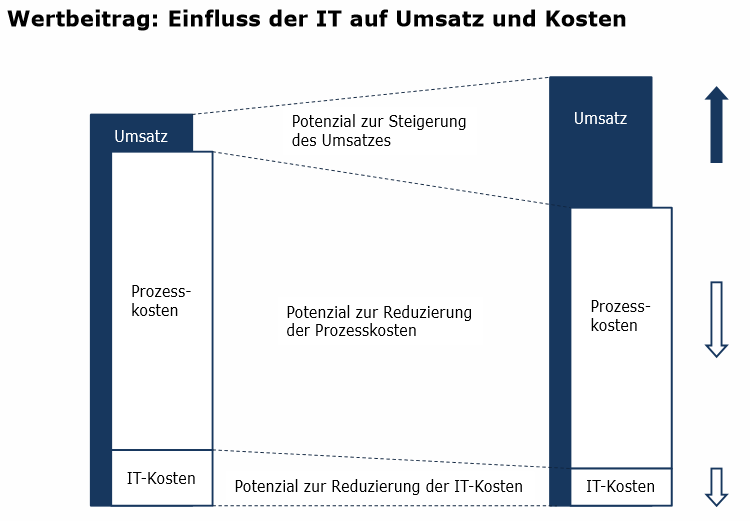 Wertbeitrag: Einfluss der IT auf Umsatz und Kosten
Umsatz
Potenzial zur Steigerung
des Umsatzes
Umsatz
Prozess-
kosten
Potenzial zur Reduzierung
der Prozesskosten
Prozess-
kosten
IT-Kosten
Potenzial zur Reduzierung der IT-Kosten
IT-Kosten